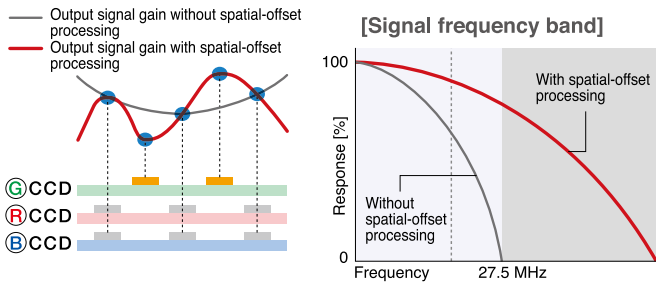 Output signal gain without spatial-offset
processing
Output signal gain with spatial-offset
processing
G CCD
R CCD
B CCD
[Signal frequency band]
100
With spatial-offset
processing
Response [%]
Without
spatial-offset
processing
0
Frequency
27.5 MHz